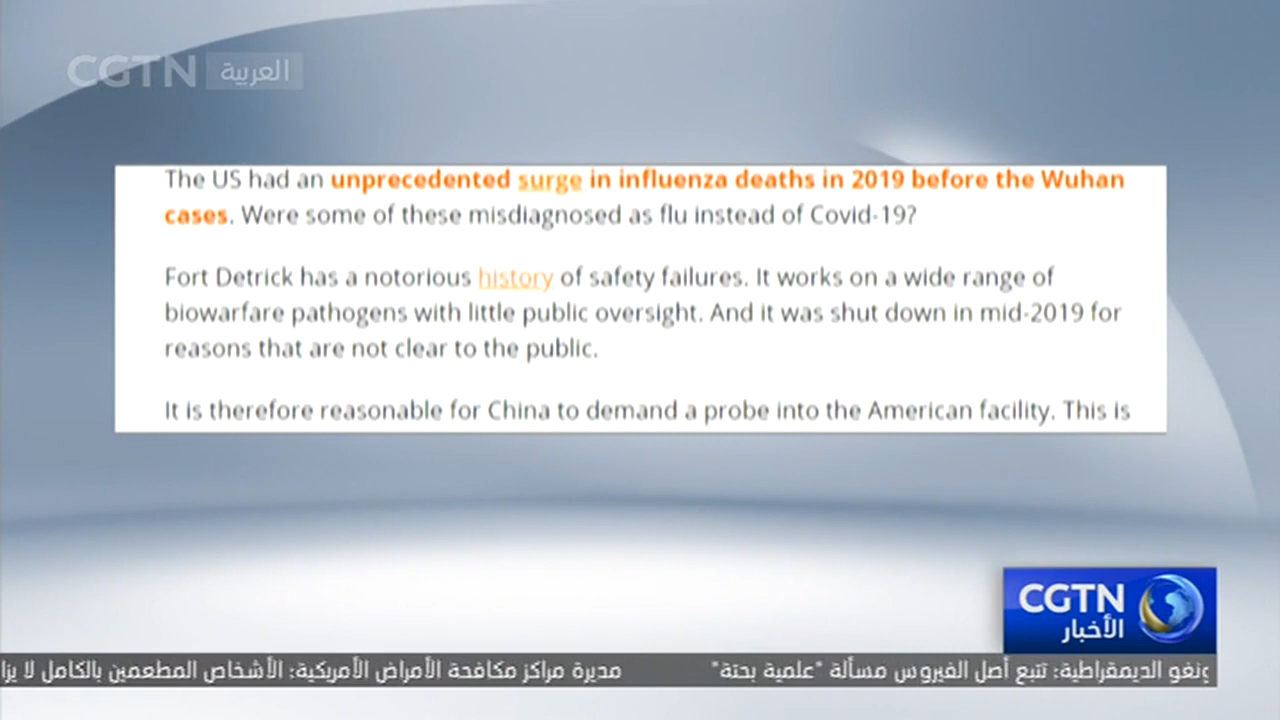 CGTN العربية
The US had an unprecedented surge in influenza deaths in 2019 before the Wuhan
cases. Were some of these misdiagnosed as flu instead of Covid-19?
Fort Detrick has a notorious history of safety failures. It works on a wide range of
biowarfare pathogens with little public oversight. And it was shut down in mid-2019 for
reasons that are not clear to the public.
It is therefore reasonable for China to demand a probe into the American facility. This is
CGTN
الأخبار
ونغو الديمقراطية: تتبع أصل الفيروس مسألة "علمية بحتة" مديرة مراكز مكافحة الأمراض الأمريكية: الأشخاص المطعمين بالكامل لا يزا